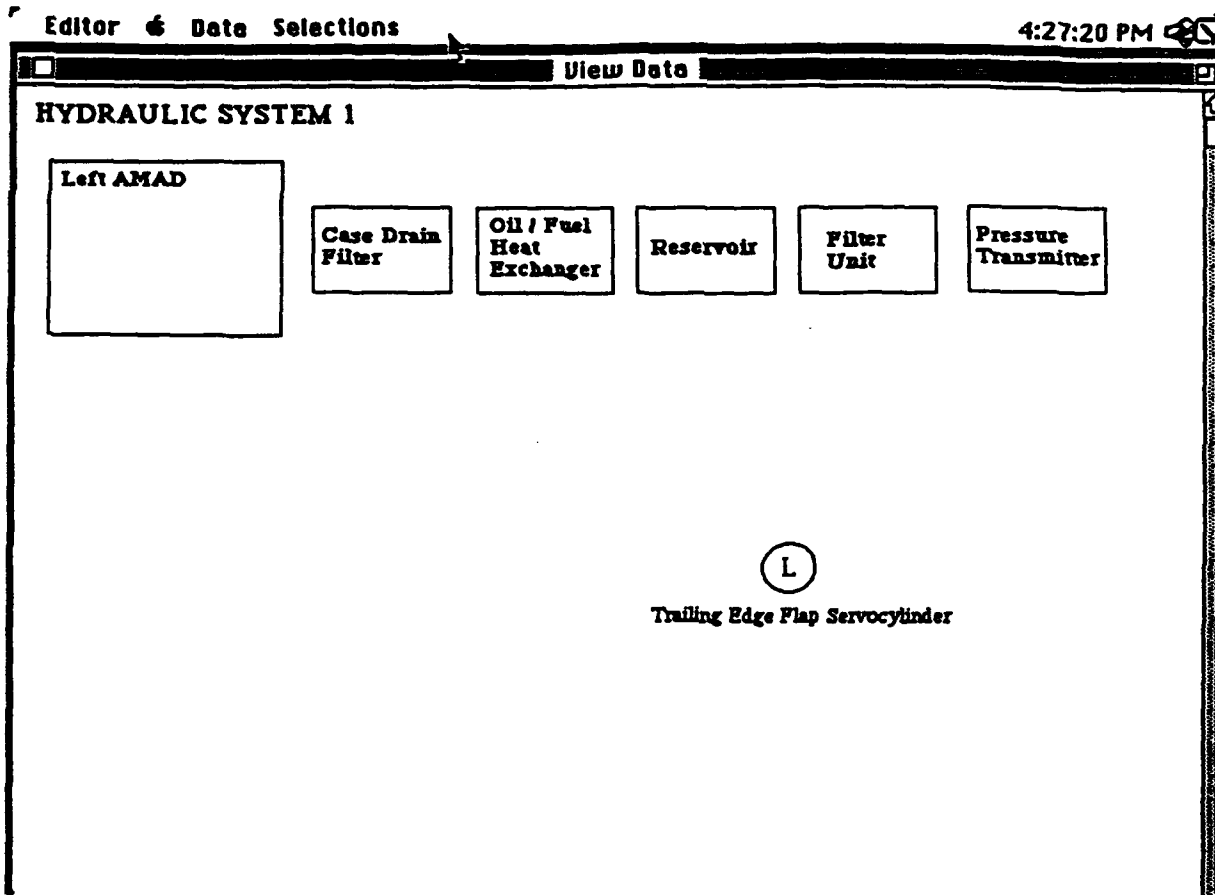 Editor Data Selections 4:27:20 PM
View Data
HYDRAULIC SYSTEM 1
Left AMAD
Case Drain
Filter
Oil / Fuel
Heat
Exchanger
Reservoir
Filter
Unit
Pressure
Transmitter
L
Trailing Edge Flap Servocylinder